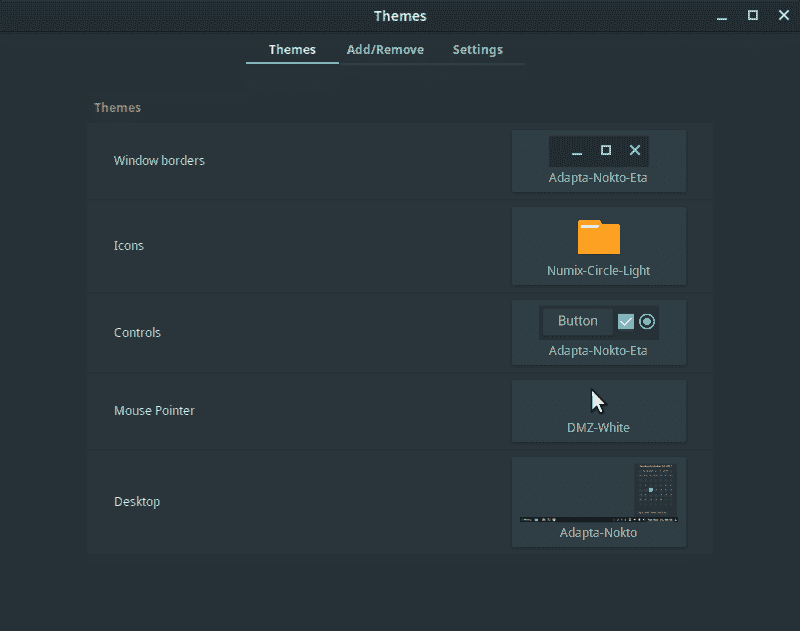 Themes
Themes Add/Remove Settings
Themes
Window borders
Adapta-Nokto-Eta
Icons
Numix-Circle-Light
Controls
Button
Adapta-Nokto-Eta
Mouse Pointer
DMZ-White
Desktop
Adapta-Nokto